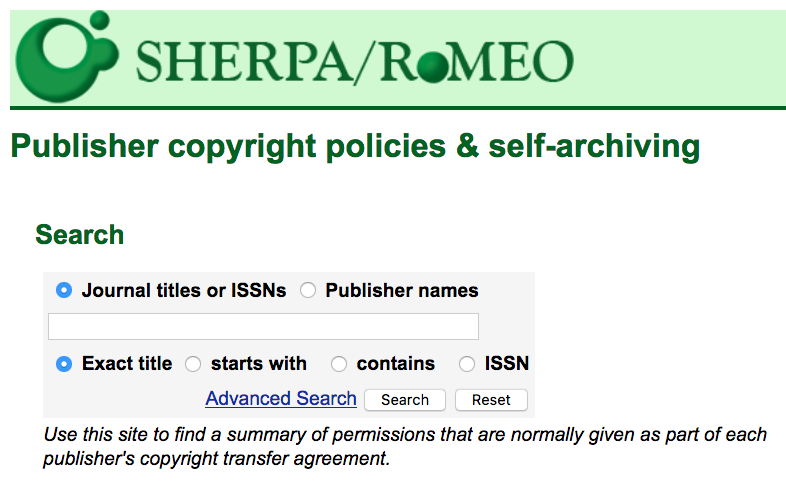 SHERPA/RoMEO
Publisher copyright policies & self-archiving
Search
Journal titles or ISSNs Publisher names
Exact title starts with contains ISSN
Advanced Search Search Reset
Use this site to find a summary of permissions that are normally given as part of each
publisher's copyright transfer agreement.